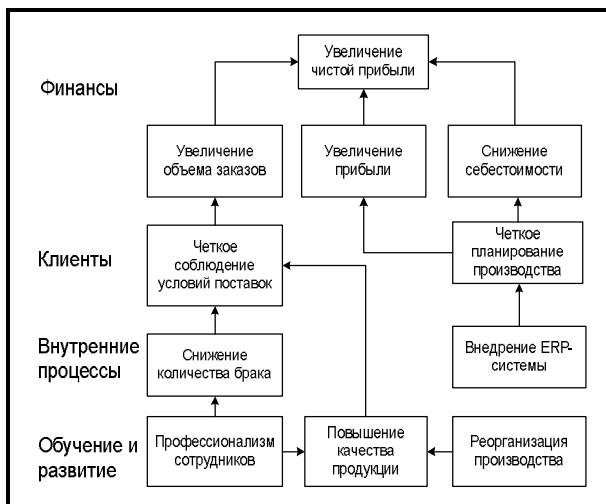 Увеличение
чистой прибыли
Финансы
Увеличение
объема заказов
Увеличение
прибыли
Снижение
себестоимости
Клиенты
Четкое
соблюдение
условий поставок
Четкое
планирование
производства
Внутренние
процессы
Снижение
количества брака
Внедрение ERP-
системы
Обучение и
развитие
Профессионализм
сотрудников
Повышение
качества
продукции
Реорганизация
производства